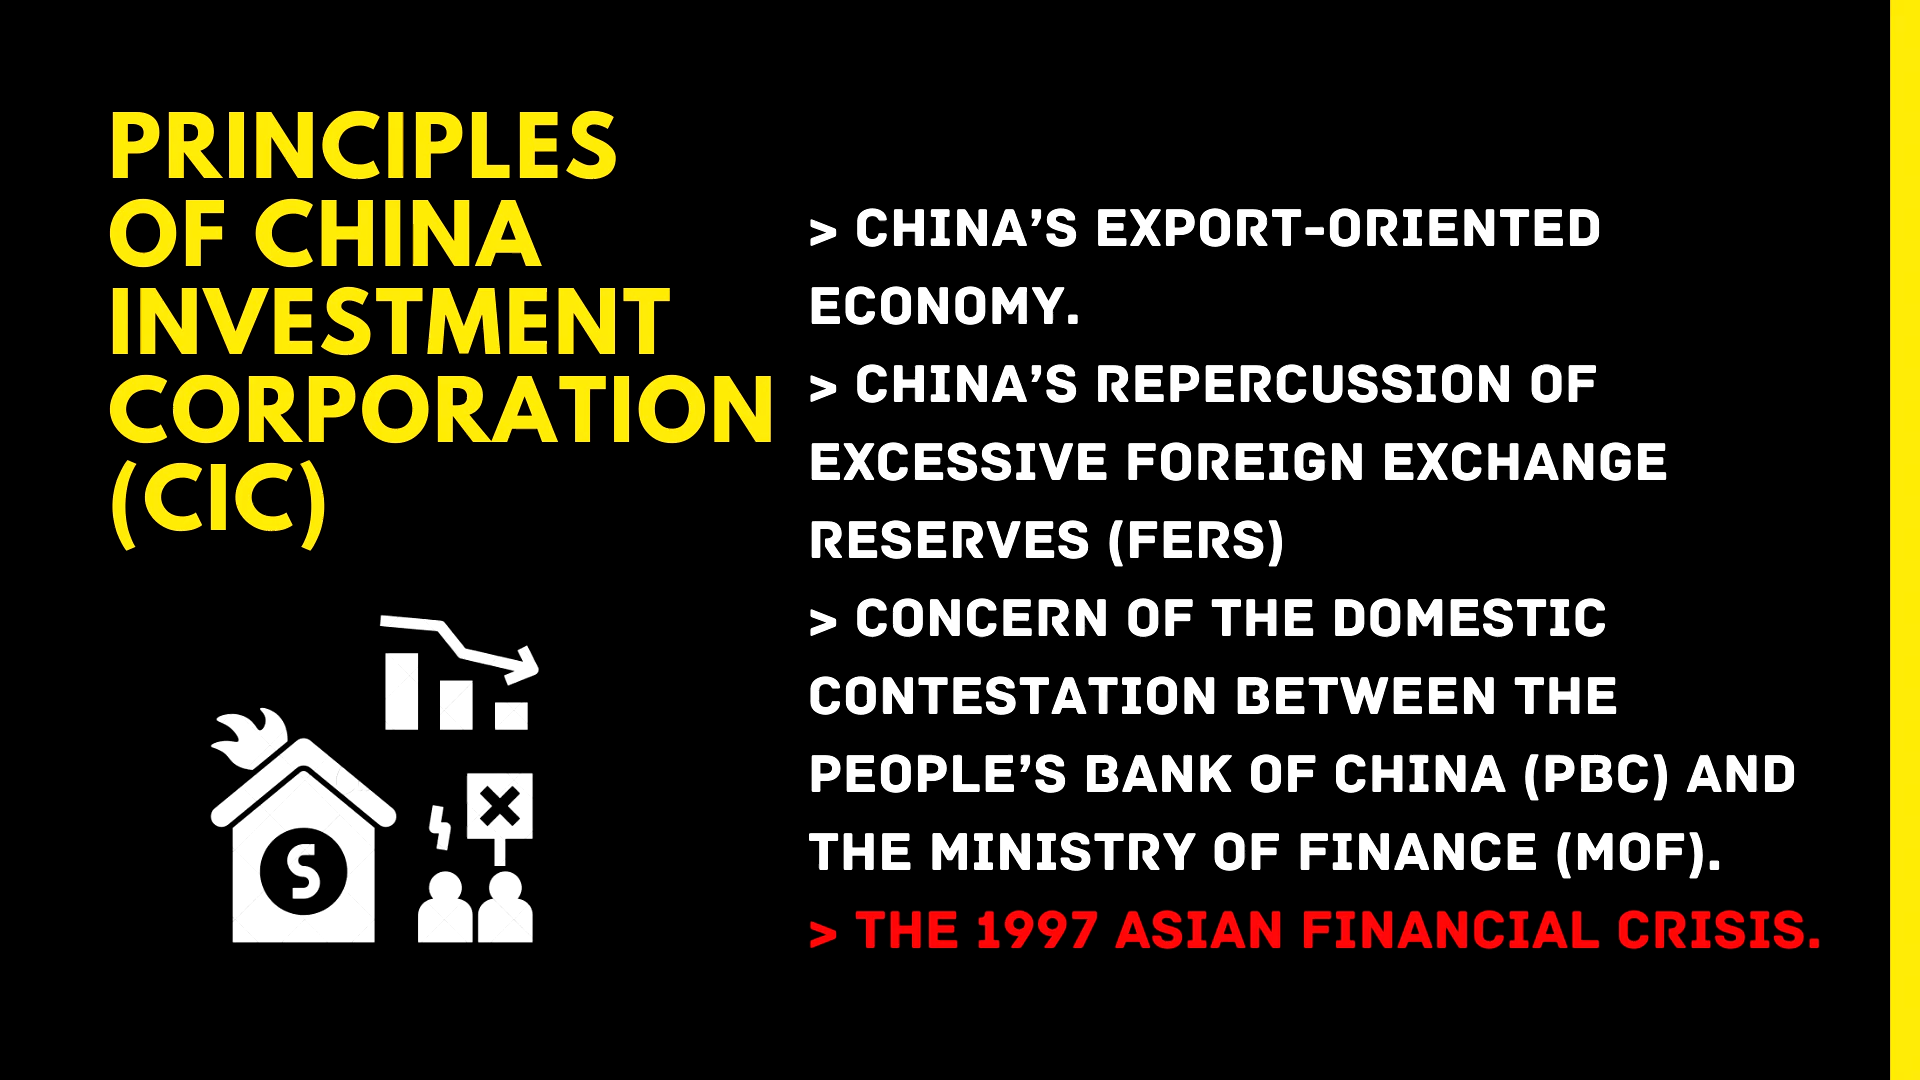 PRINCIPLES
OF CHINA
INVESTMENT
CORPORATION
(CIC)
> CHINA'S EXPORT-ORIENTED
ECONOMY.
> CHINA'S REPERCUSSION OF
EXCESSIVE FOREIGN EXCHANGE
RESERVES (FERS)
> CONCERN OF THE DOMESTIC
CONTESTATION BETWEEN THE
PEOPLE'S BANK OF CHINA (PBC) AND
THE MINISTRY OF FINANCE (MOF).
> THE 1997 ASIAN FINANCIAL CRISIS.
S